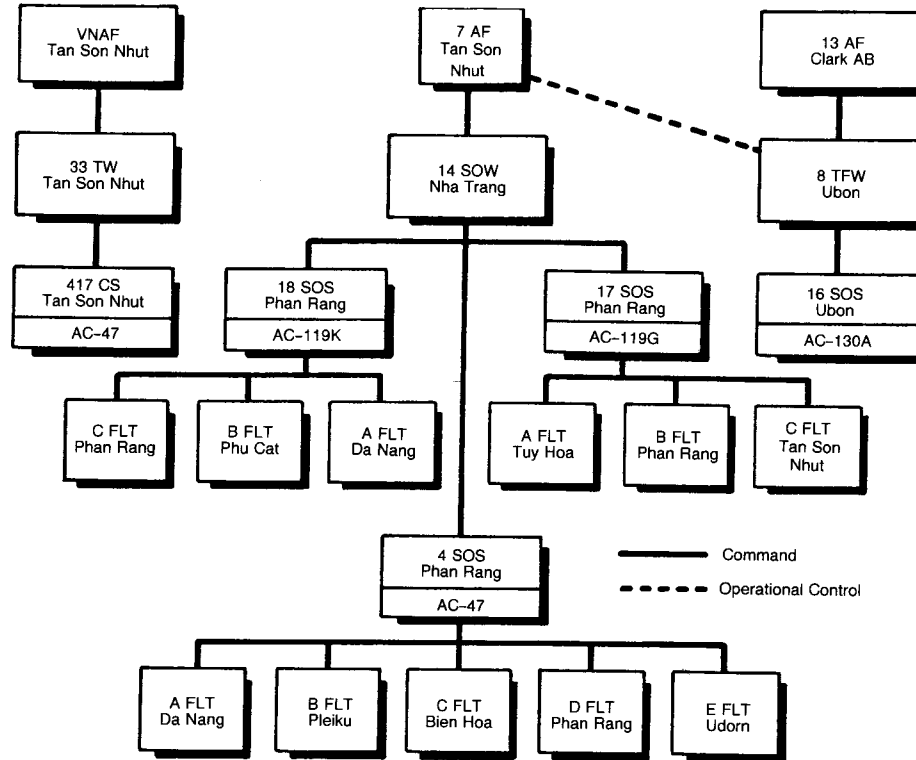 VNAF
Tan Son Nhut
7 AF
Tan Son
Nhut
13 AF
Clark AB
33 TW
Tan Son Nhut
14 SOW
Nha Trang
8 TFW
Ubon
417 CS
Tan Son Nhut
AC-47
18 SOS
Phan Rang
AC-119K
17 SOS
Phan Rang
AC-119G
16 SOS
Ubon
AC-130A
C FLT
Phan Rang
B FLT
Phu Cat
A FLT
Da Nang
A FLT
Tuy Hoa
B FLT
Phan Rang
C FLT
Tan Son
Nhut
4 SOS
Phan Rang
AC-47
Command
Operational Control
A FLT
Da Nang
B FLT
Pleiku
C FLT
Bien Hoa
D FLT
Phan Rang
E FLT
Udorn